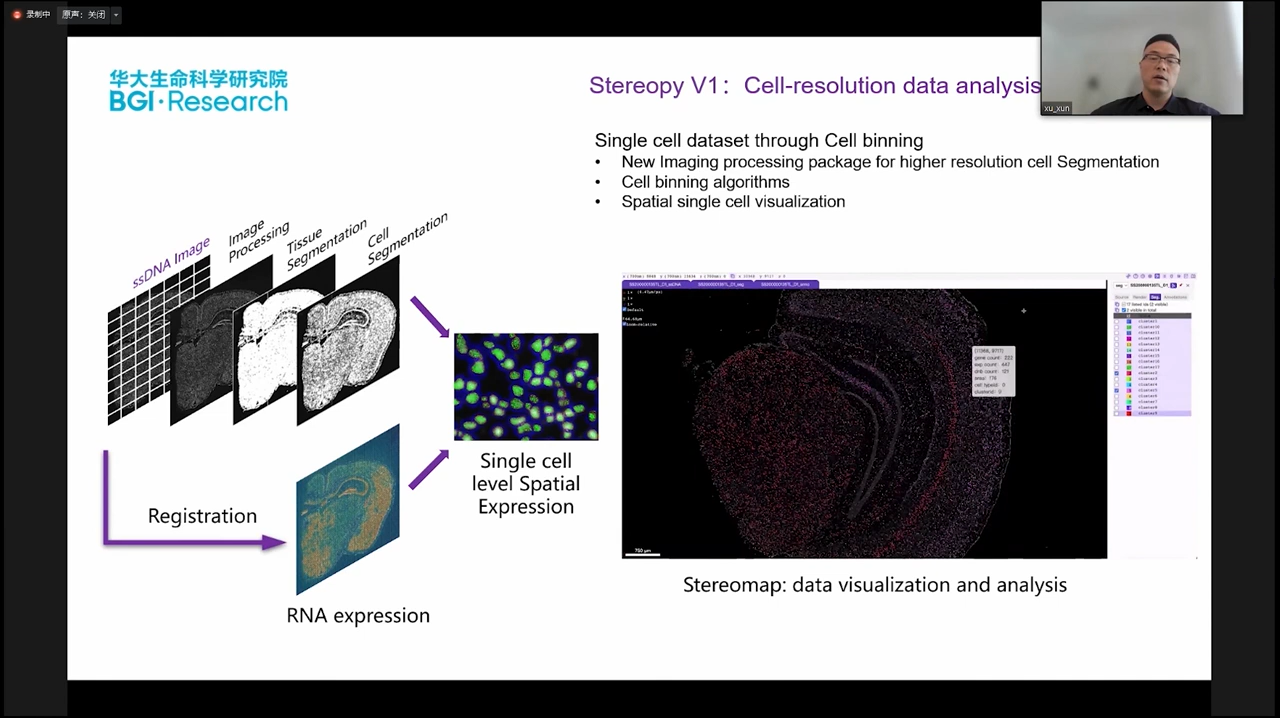 录制中
原声：关闭
华大生命科学研究院
BGI·Research
Stereopy V1：Cell-resolution data analysis
xu_xun
Single cell dataset through Cell binning
• New Imaging processing package for higher resolution cell Segmentation
• Cell binning algorithms
• Spatial single cell visualization
ssDNA Image
Image
Processing
Tissue
Segmentation
Cell
Segmentation
Registration
RNA expression
Single cell
level Spatial
Expression
750 μm
Stereomap: data visualization and analysis